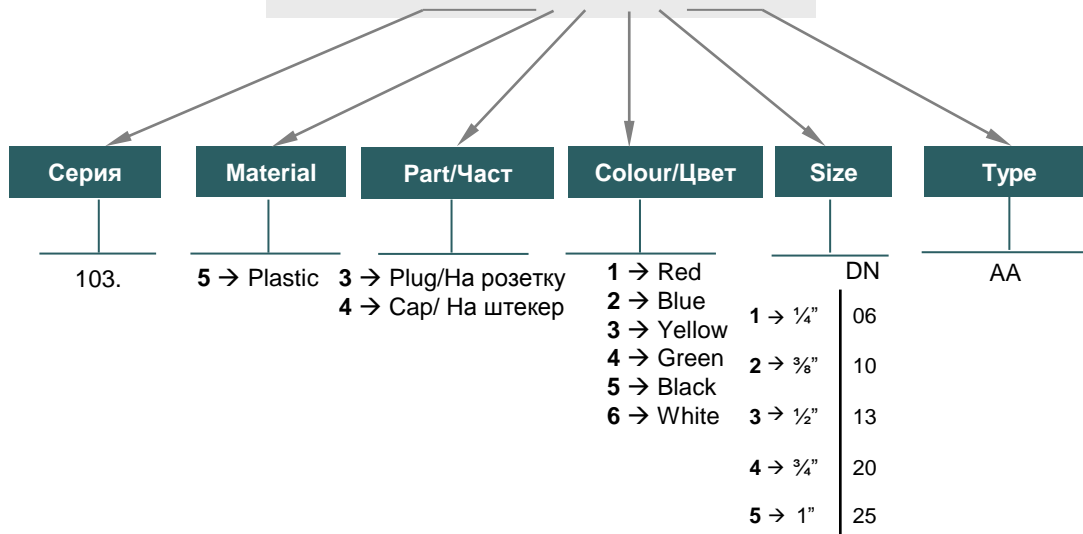 Серия
Material
Part/Част
Colour/Цвет
Size
Type
103.
5 → Plastic
3 → Plug/На розетку
4 → Cap/ На штекер
1 → Red
2 → Blue
3 → Yellow
4 → Green
5 → Black
6 → White
DN
1 → ¼” 06
2 → ⅜” 10
3 → ½” 13
4 → ¾” 20
5 → 1” 25
AA